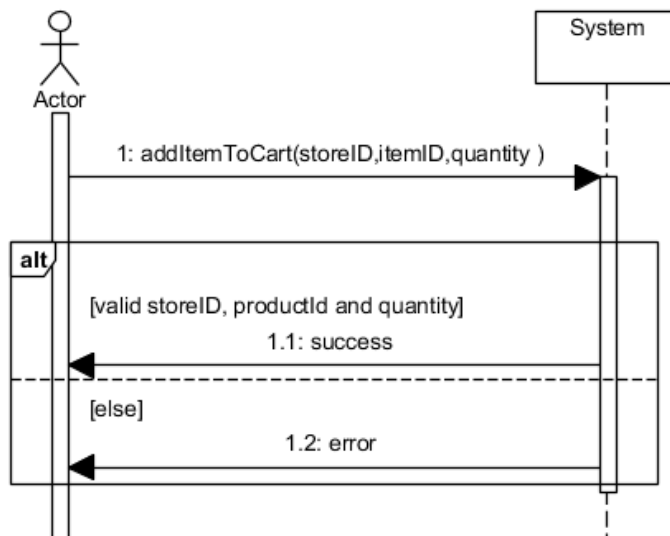 System
Actor
1: addItemToCart(storeID,itemID,quantity )
alt
[valid storeID, productId and quantity]
1.1: success
[else]
1.2: error